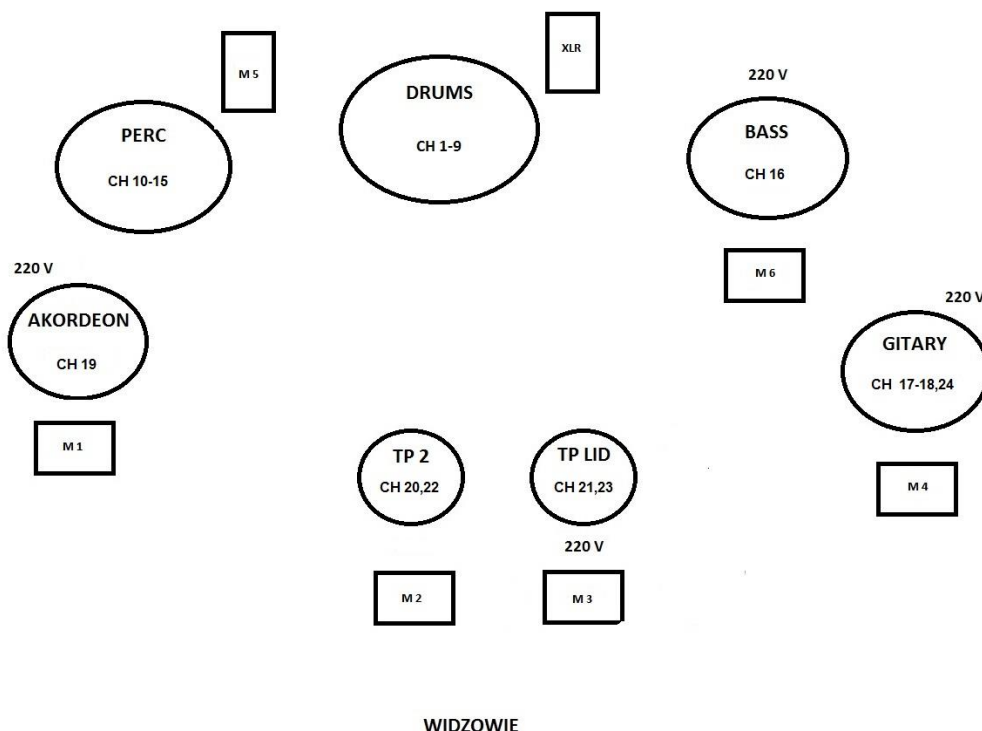 M 5
XLR
DRUMS
CH 1-9
220 V
PERC
CH 10-15
BASS
CH 16
220 V
M 6
AKORDEON
CH 19
220 V
GITARY
CH 17-18,24
M 1
TP 2
CH 20,22
TP LID
CH 21,23
M 4
220 V
M 2
M 3
WIDZOWIE